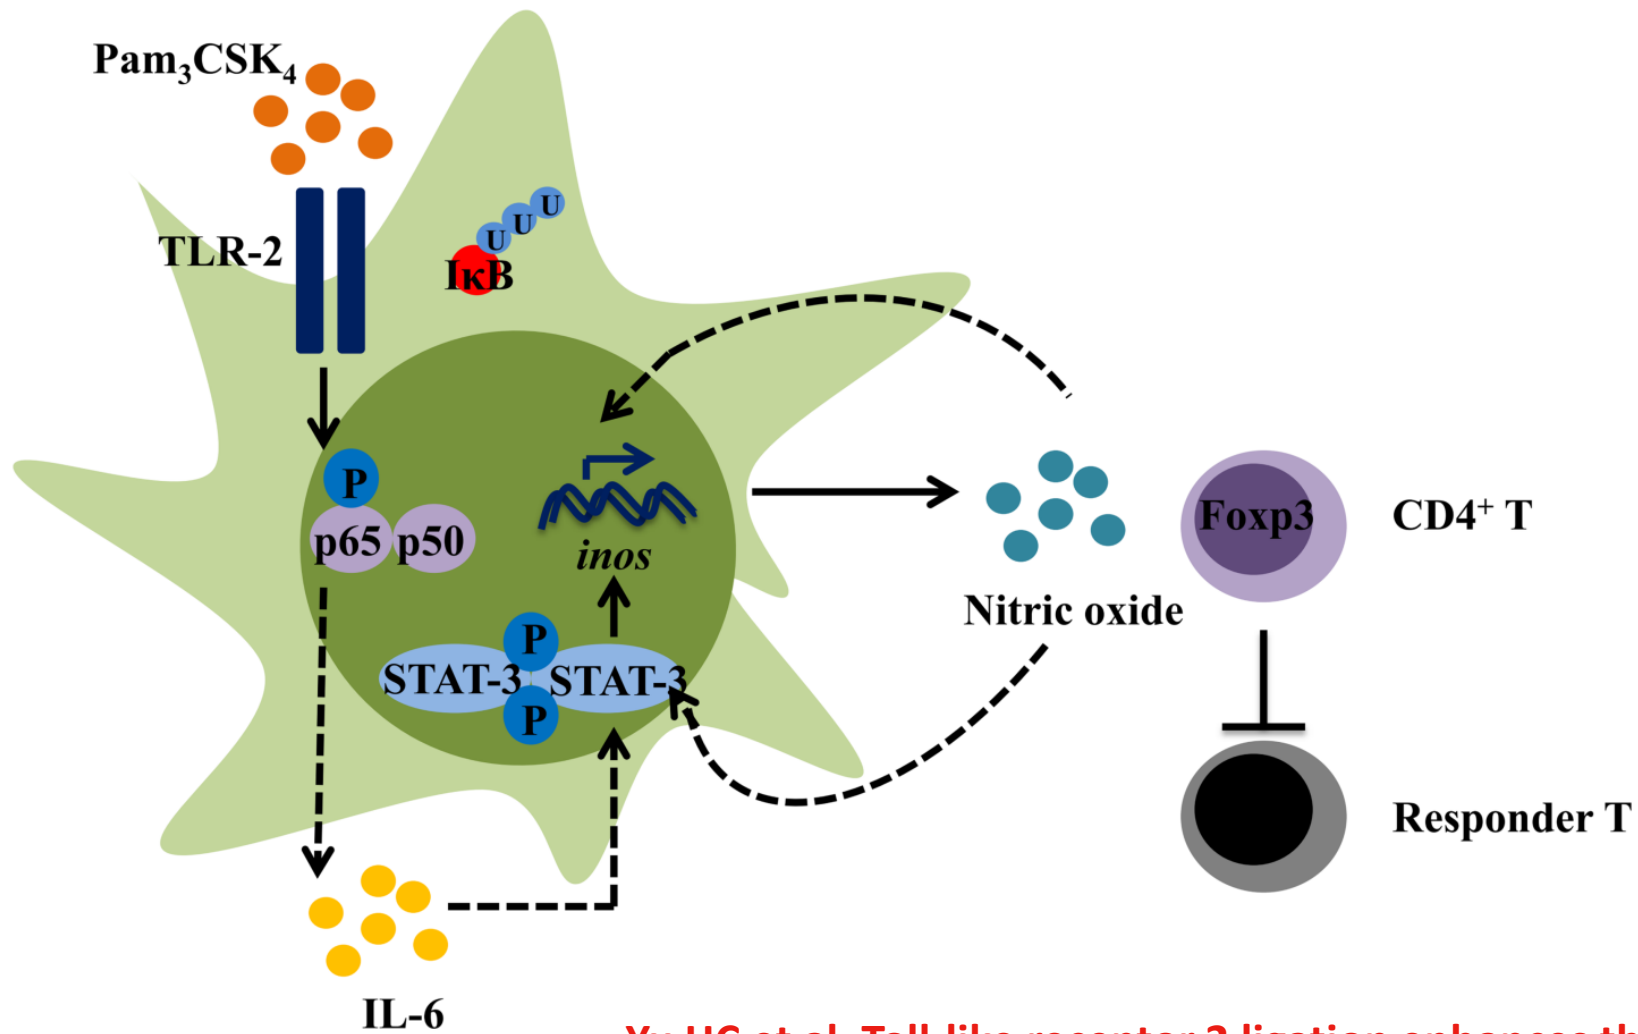 Pam₃CSK₄
TLR-2
U
U
U
IκB
P
p65 p50
inos
Foxp3
CD4⁺ T
Nitric oxide
P
STAT-3 STAT-3
P
Responder T
IL-6